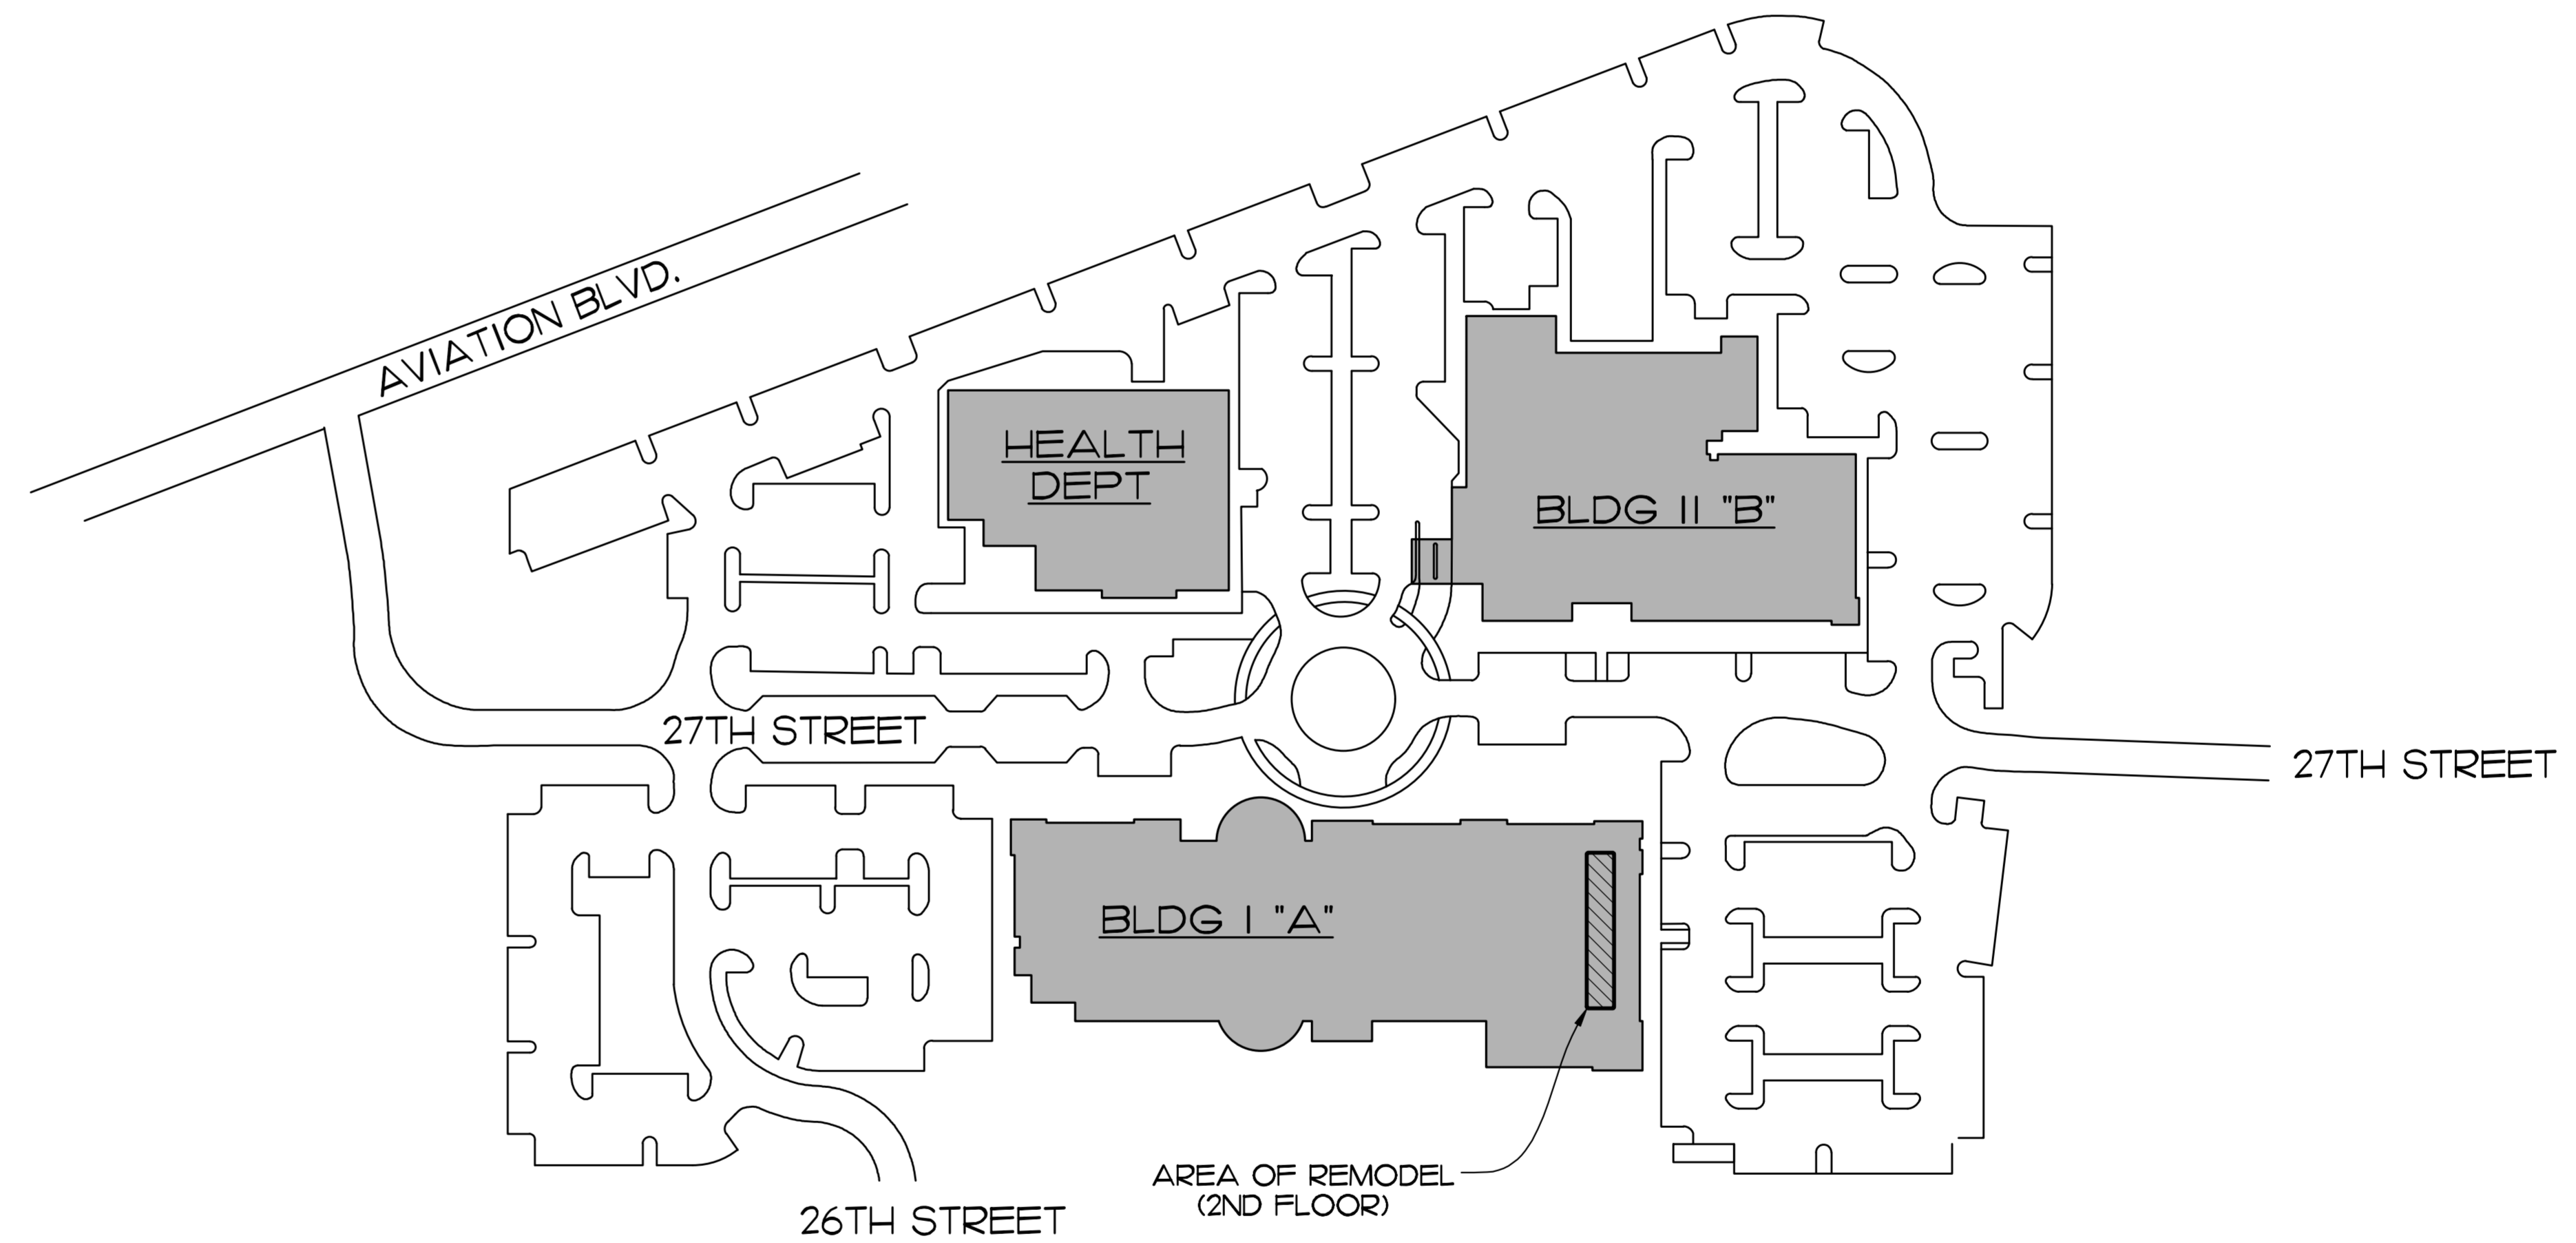 AVIATION BLVD.
HEALTH
DEPT
BLDG II "B"
27TH STREET
27TH STREET
BLDG I "A"
AREA OF REMODEL
(2ND FLOOR)
26TH STREET